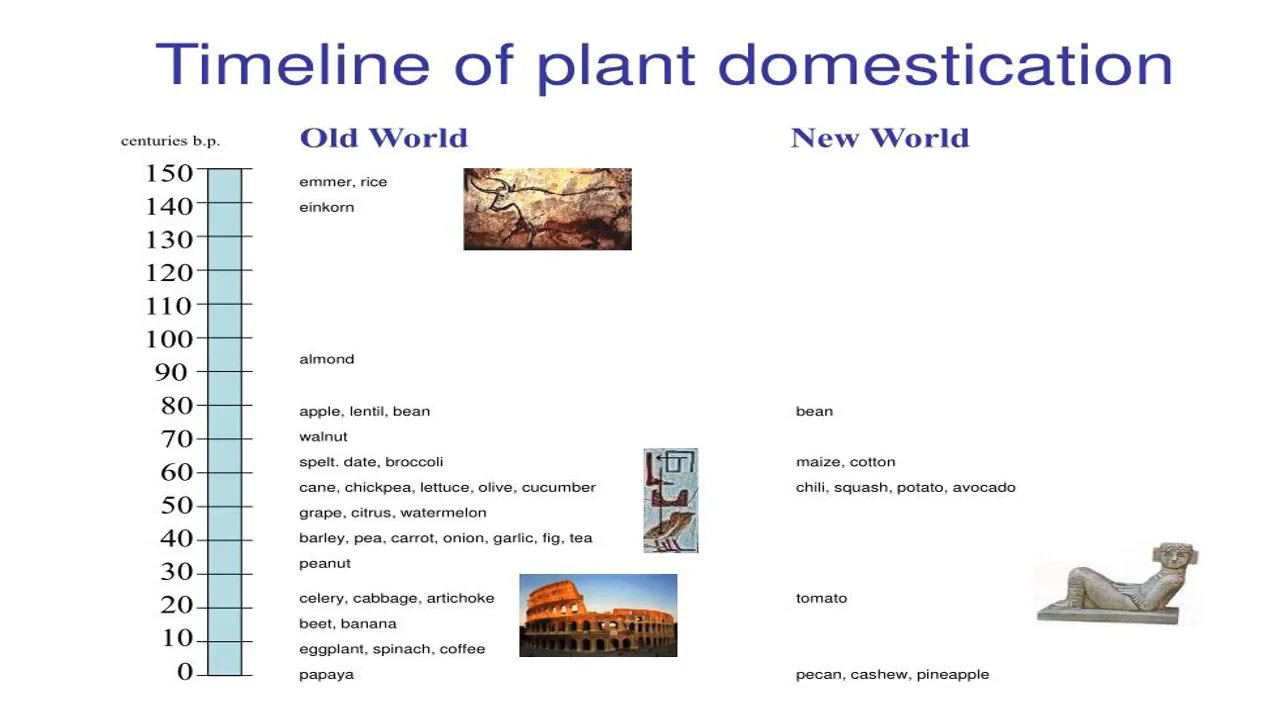 Timeline of plant domestication
centuries b.p.
Old World
New World
150
emmer, rice
140
einkorn
130
120
110
100
almond
90
80
apple, lentil, bean
bean
70
walnut
spelt. date, broccoli
maize, cotton
60
cane, chickpea, lettuce, olive, cucumber
chili, squash, potato, avocado
50
grape, citrus, watermelon
40
barley, pea, carrot, onion, garlic, fig, tea
peanut
30
20
celery, cabbage, artichoke
tomato
beet, banana
10
eggplant, spinach, coffee
0
papaya
pecan, cashew, pineapple